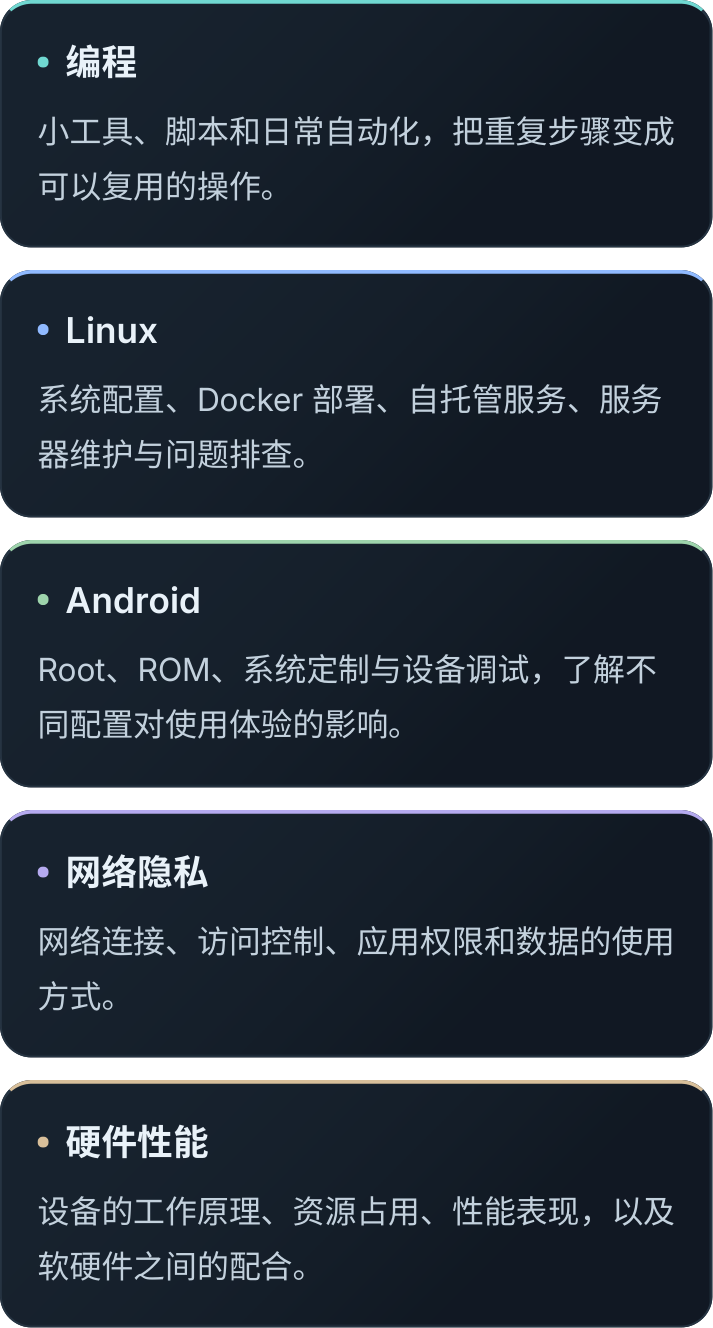 编程
小工具、脚本和日常自动化，把重复步骤变成
可以复用的操作。
Linux
系统配置、Docker 部署、自托管服务、服务
器维护与问题排查。
Android
Root、ROM、系统定制与设备调试，了解不
同配置对使用体验的影响。
网络隐私
网络连接、访问控制、应用权限和数据的使用
方式。
硬件性能
设备的工作原理、资源占用、性能表现，以及
软硬件之间的配合。